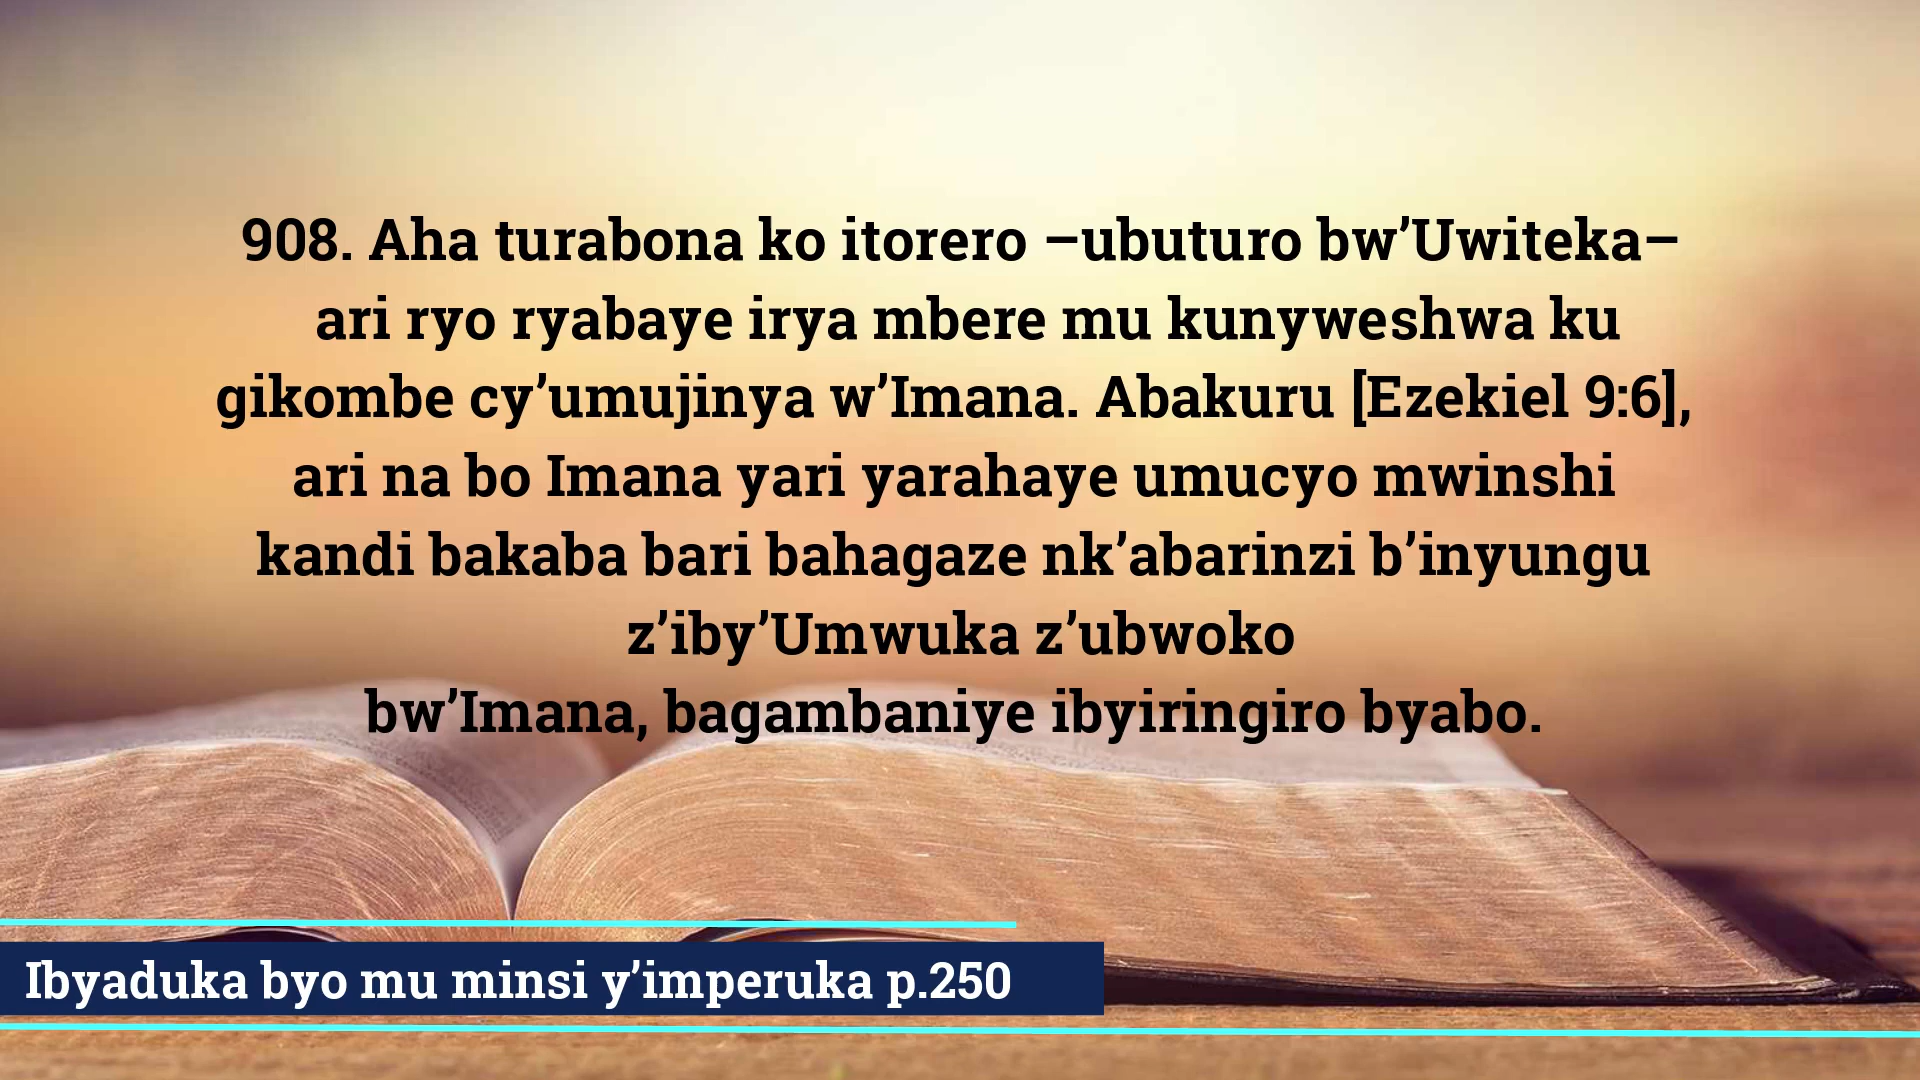 908. Aha turabona ko itorero –ubuturo bw’Uwiteka–
ari ryo ryabaye irya mbere mu kunyweshwa ku
gikombe cy’umujinya w’Imana. Abakuru [Ezekiel 9:6],
ari na bo Imana yari yarahaye umucyo mwinshi
kandi bakaba bari bahagaze nk’abarinzi b’inyungu
z’iby’Umwuka z’ubwoko
bw’Imana, bagambaniye ibyiringiro byabo.
Ibyaduka byo mu minsi y’imperuka p.250